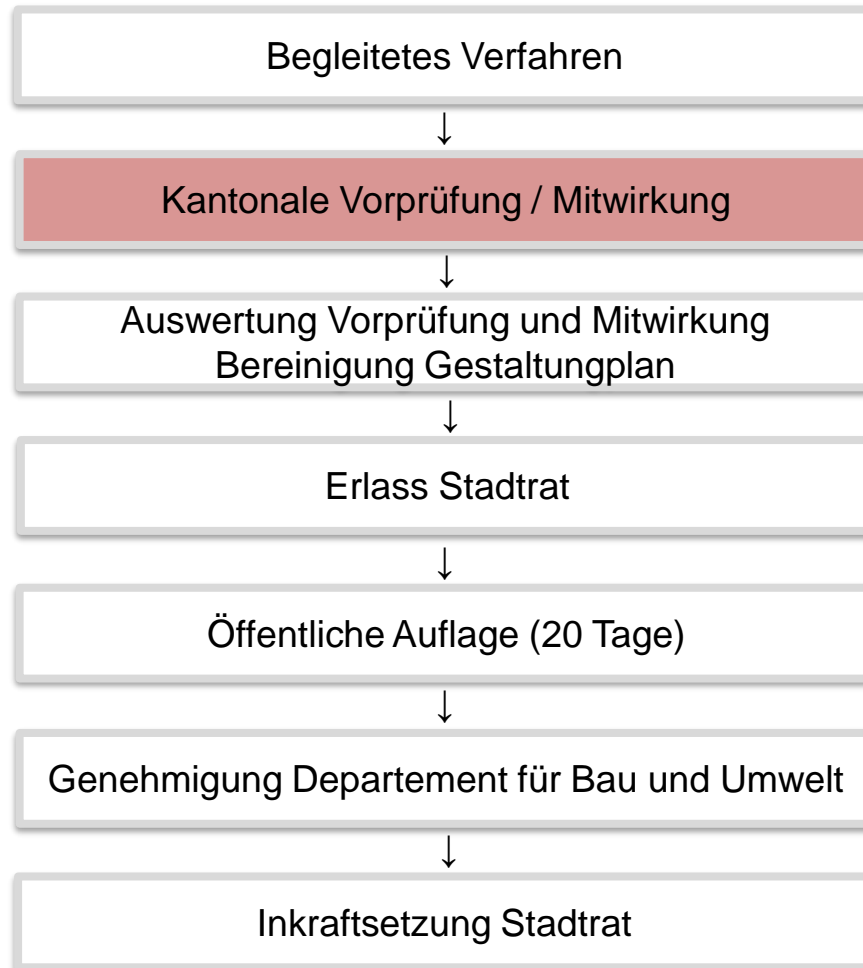 Begleitetes Verfahren
↓
Kantonale Vorprüfung / Mitwirkung
↓
Auswertung Vorprüfung und Mitwirkung
Bereinigung Gestaltungplan
↓
Erlass Stadtrat
↓
Öffentliche Auflage (20 Tage)
↓
Genehmigung Departement für Bau und Umwelt
↓
Inkraftsetzung Stadtrat